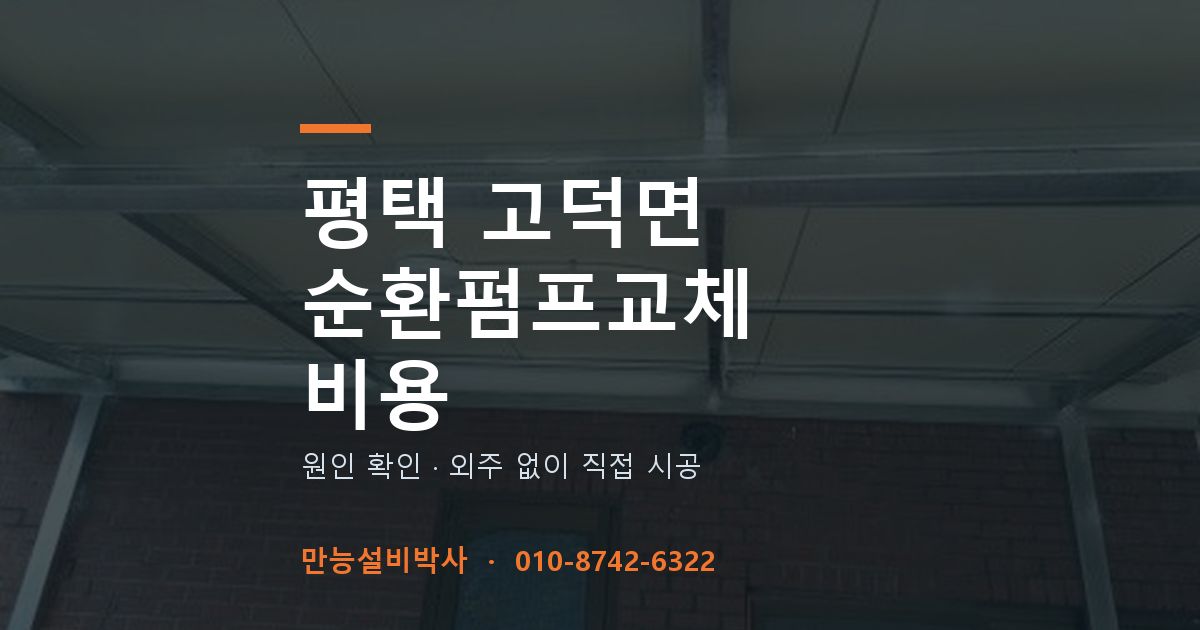 평택 고덕면
순환펌프교체
비용
원인 확인 · 외주 없이 직접 시공
만능설비박사 · 010-8742-6322